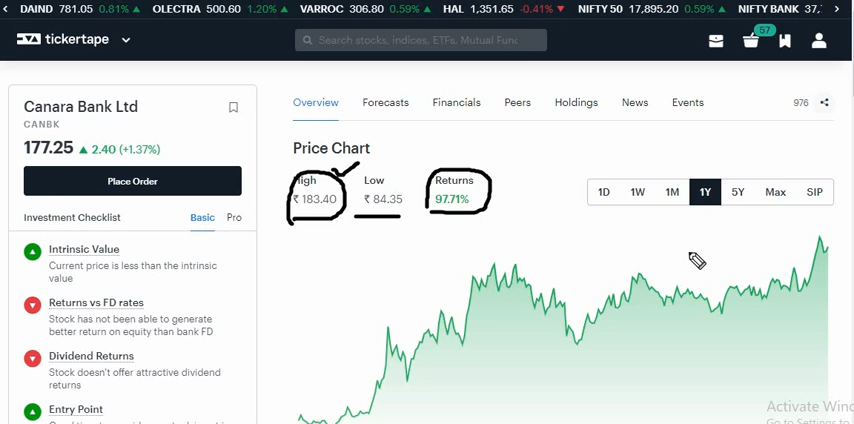 DAIND 781.05 0.81% ▲ OLECTRA 500.60 1.20% ▲ VARROC 306.80 0.59% ▲ HAL 1,351.65 -0.41% ▼ NIFTY 50 17,895.20 0.59% ▲ NIFTY BANK 37,
tickertape
Search stocks, indices, ETFs, Mutual Func
57
Canara Bank Ltd
CANBK
177.25 ▲ 2.40 (+1.37%)
Place Order
Investment Checklist Basic Pro
Intrinsic Value
Current price is less than the intrinsic
value
Returns vs FD rates
Stock has not been able to generate
better return on equity than bank FD
Dividend Returns
Stock doesn't offer attractive dividend
returns
Entry Point
Overview Forecasts Financials Peers Holdings News Events 976
Price Chart
High Low Returns
₹ 183.40 ₹ 84.35 97.71%
1D 1W 1M 1Y 5Y Max SIP
Activate Winc